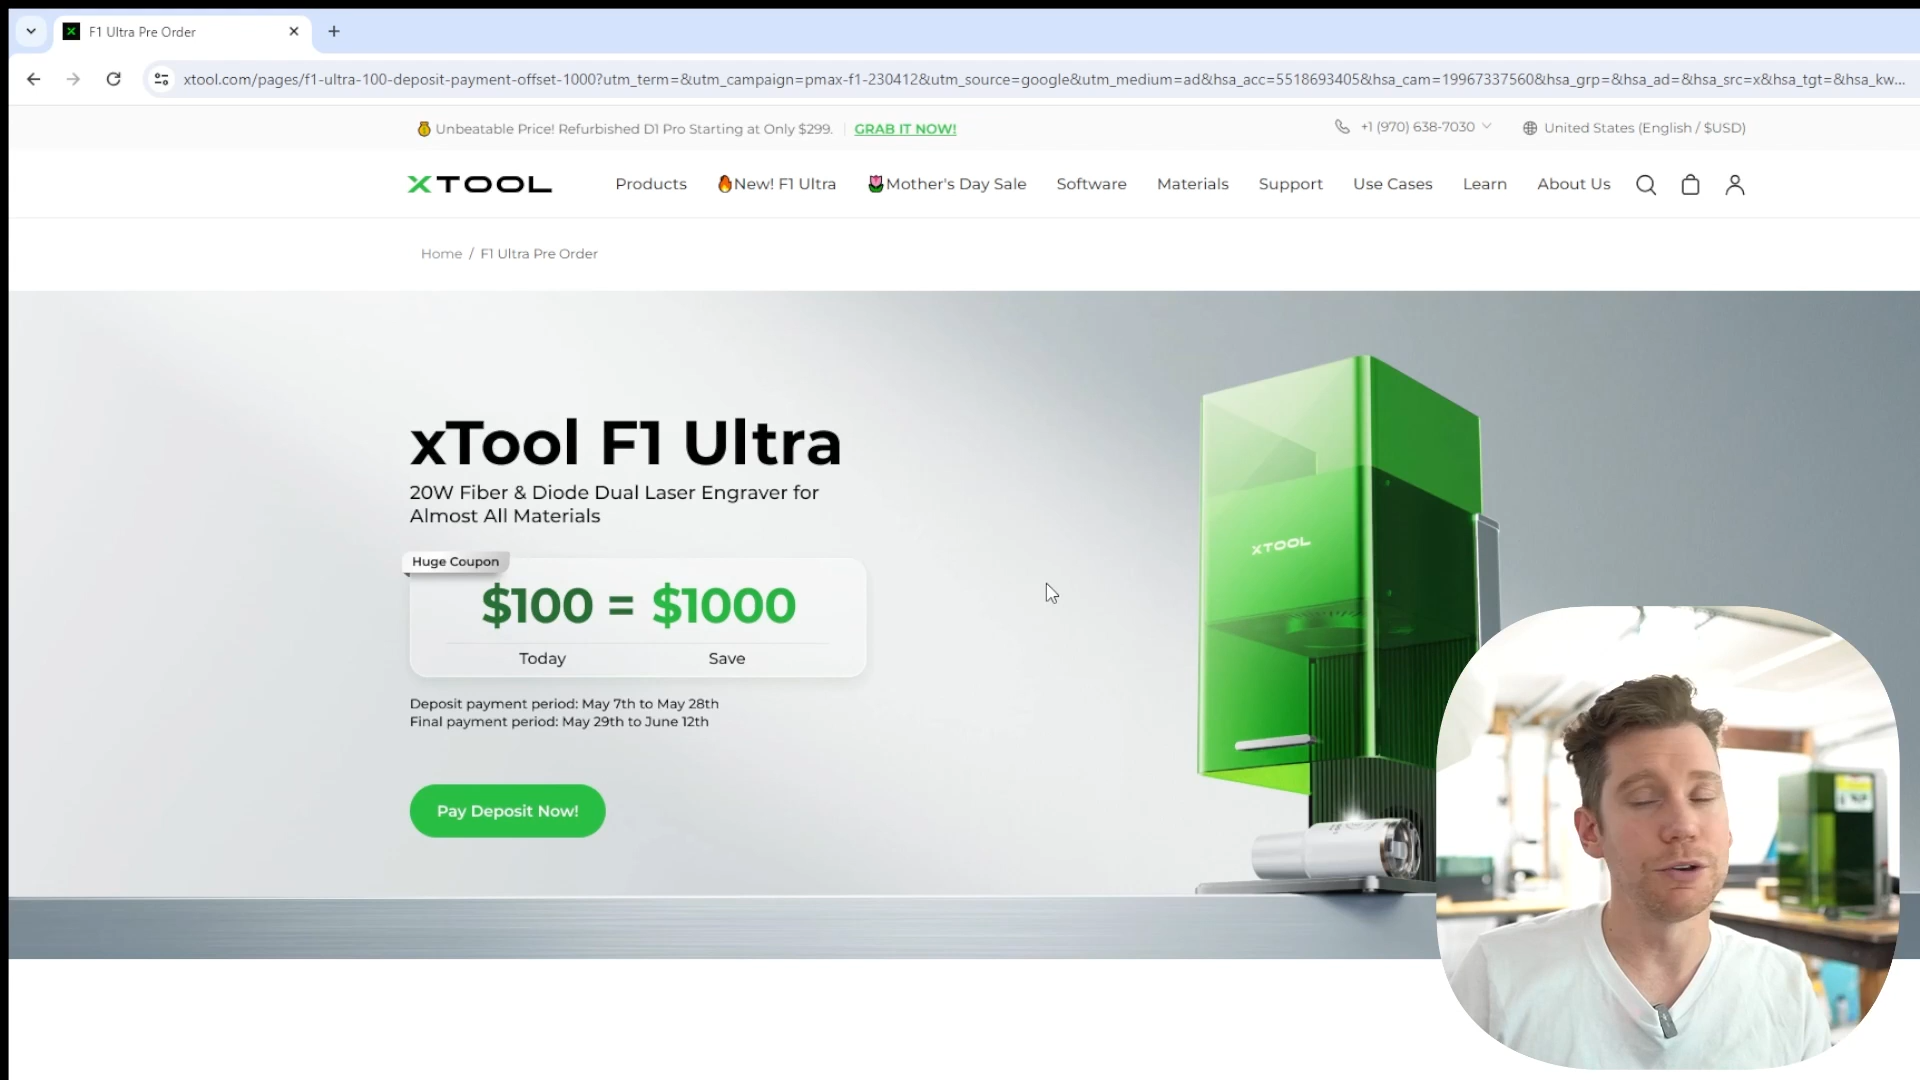 F1 Ultra Pre Order
xtool.com/pages/f1-ultra-100-deposit-payment-offset-1000?utm_term=&utm_campaign=pmax-f1-230412&utm_source=google&utm_medium=ad&hsa_acc=5518693405&hsa_cam=19967337560&hsa_grp=&hsa_ad=&hsa_src=x&hsa_tgt=&hsa_kw...
Unbeatable Price! Refurbished D1 Pro Starting at Only $299. GRAB IT NOW!
+1 (970) 638-7030 United States (English / $USD)
XTOOL
Products 🔥New! F1 Ultra 🌷Mother's Day Sale Software Materials Support Use Cases Learn About Us
Home / F1 Ultra Pre Order
xTool F1 Ultra
20W Fiber & Diode Dual Laser Engraver for
Almost All Materials
Huge Coupon
$100 = $1000
Today Save
Deposit payment period: May 7th to May 28th
Final payment period: May 29th to June 12th
Pay Deposit Now!
XTOOL